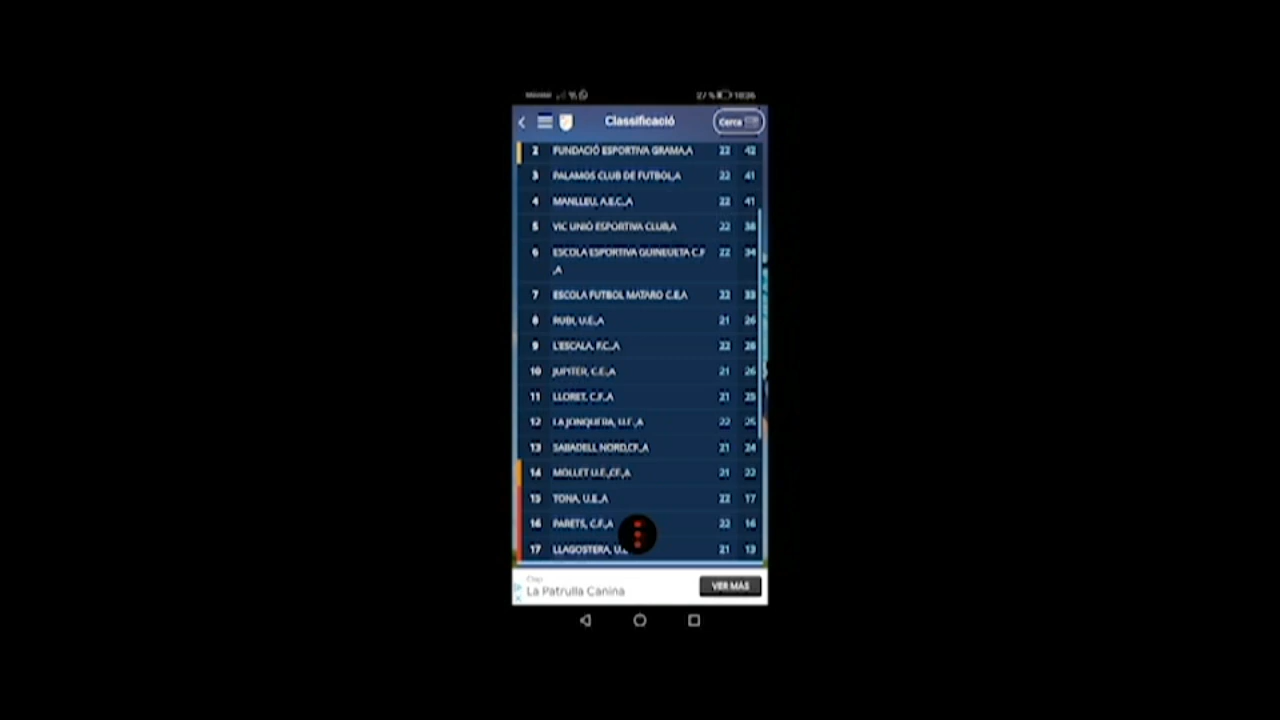 27 %
Classificació
Cerca
2 FUNDACIÓ ESPORTIVA GRAMA,A 22 42
3 PALAMOS CLUB DE FUTBOL,A 22 41
4 MANLLEU, A.E.C.,A 22 41
5 VIC UNIÓ ESPORTIVA CLUB,A 22 38
6 ESCOLA ESPORTIVA GUINEUETA C.F 22 34
,A
7 ESCOLA FUTBOL MATARO C.E,A 22 33
8 RUBI, U.E.,A 21 26
9 L'ESCALA, F.C.,A 22 26
10 JUPITER, C.E.,A 21 26
11 LLORET, C.F.,A 21 25
12 LA JONQUERA, U.E.,A 22 25
13 SABADELL NORD,CF.,A 21 24
14 MOLLET U.E.,CF.,A 21 22
15 TONA, U.E.,A 22 17
16 PARETS, C.F.,A 22 16
17 LLAGOSTERA, 21 13
Clap
La Patrulla Canina
VER MÁS